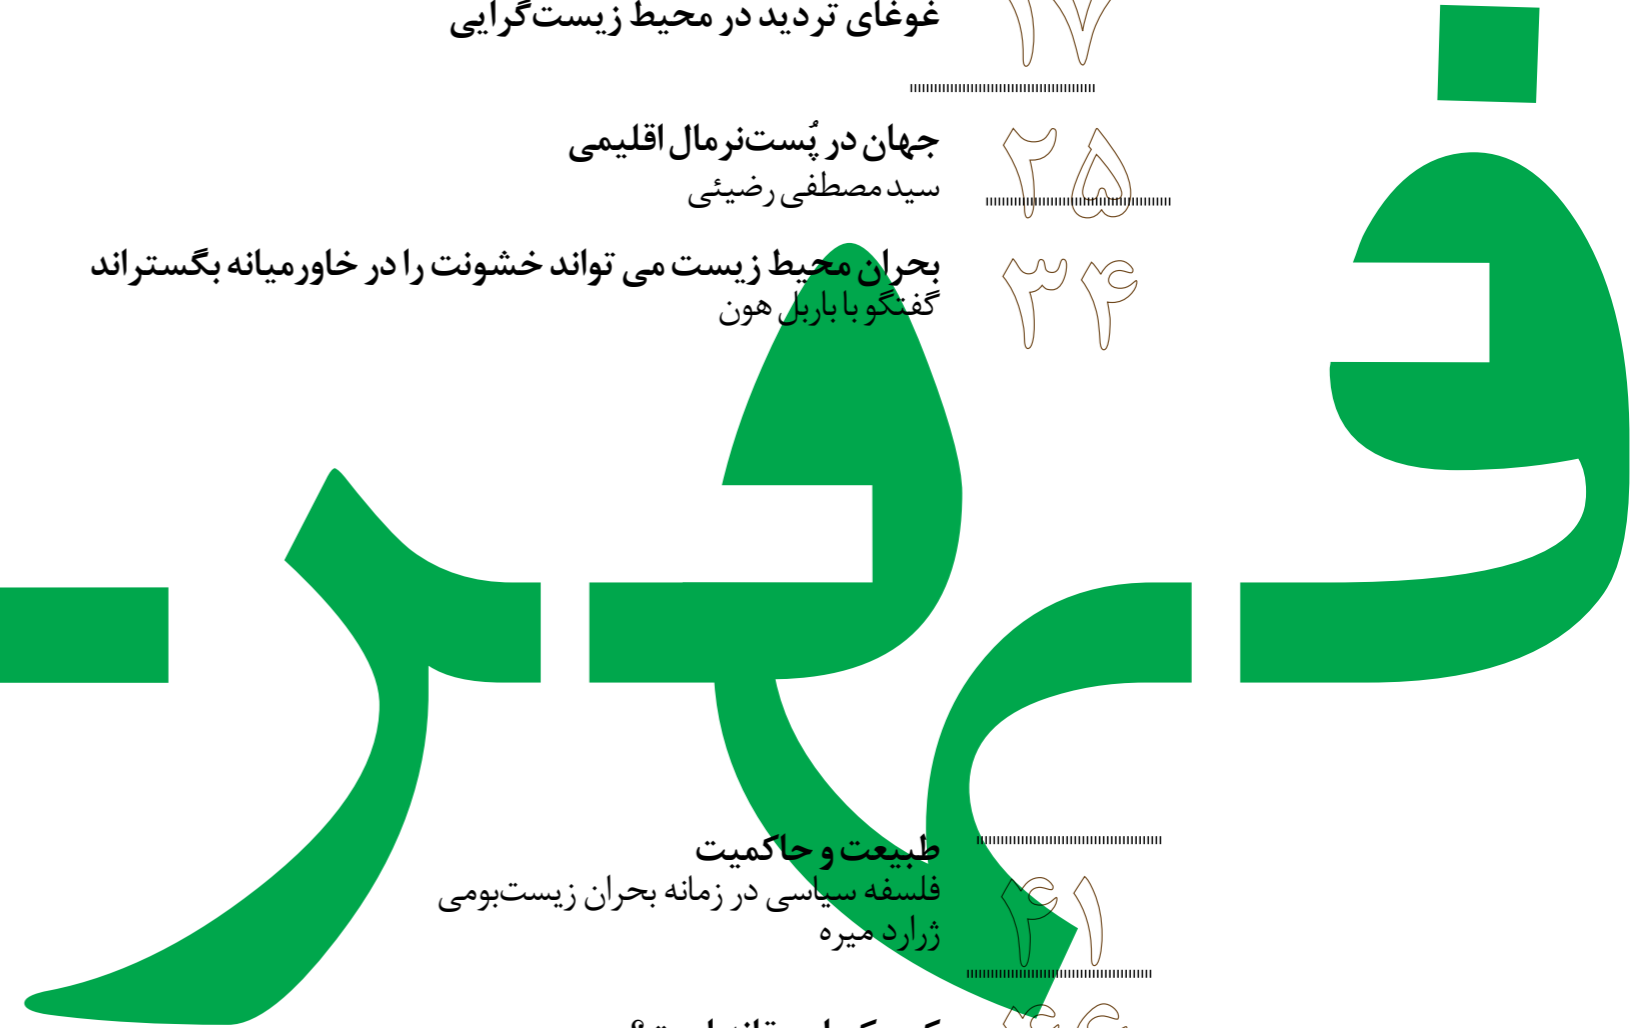 ۱۷
غوغای تردید در محیط زیست‌گرایی
۲۵
جهان در پُست‌نرمال اقلیمی
سید مصطفی رضیئی
۳۴
بحران محیط زیست می تواند خشونت را در خاورمیانه بگستراند
گفتگو با باربل هون
۴۱
طبیعت و حاکمیت
فلسفه سیاسی در زمانه بحران زیست‌بومی
ژرارد میره